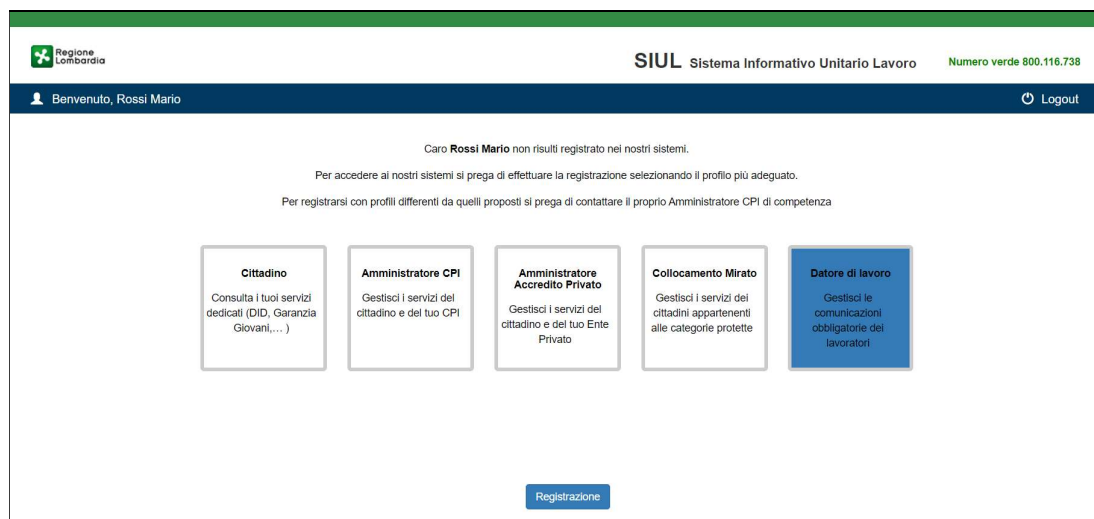 Regione
Lombardia
SIUL Sistema Informativo Unitario Lavoro
Numero verde 800.116.738
Benvenuto, Rossi Mario
Logout
Caro Rossi Mario non risulti registrato nei nostri sistemi.
Per accedere ai nostri sistemi si prega di effettuare la registrazione selezionando il profilo più adeguato.
Per registrarsi con profili differenti da quelli proposti si prega di contattare il proprio Amministratore CPI di competenza
Cittadino
Consulta i tuoi servizi
dedicati (DID, Garanzia
Giovani,... )
Amministratore CPI
Gestisci i servizi del
cittadino e del tuo CPI
Amministratore
Accredito Privato
Gestisci i servizi del
cittadino e del tuo Ente
Privato
Collocamento Mirato
Gestisci i servizi dei
cittadini appartenenti
alle categorie protette
Datore di lavoro
Gestisci le
comunicazioni
obbligatorie dei
lavoratori
Registrazione